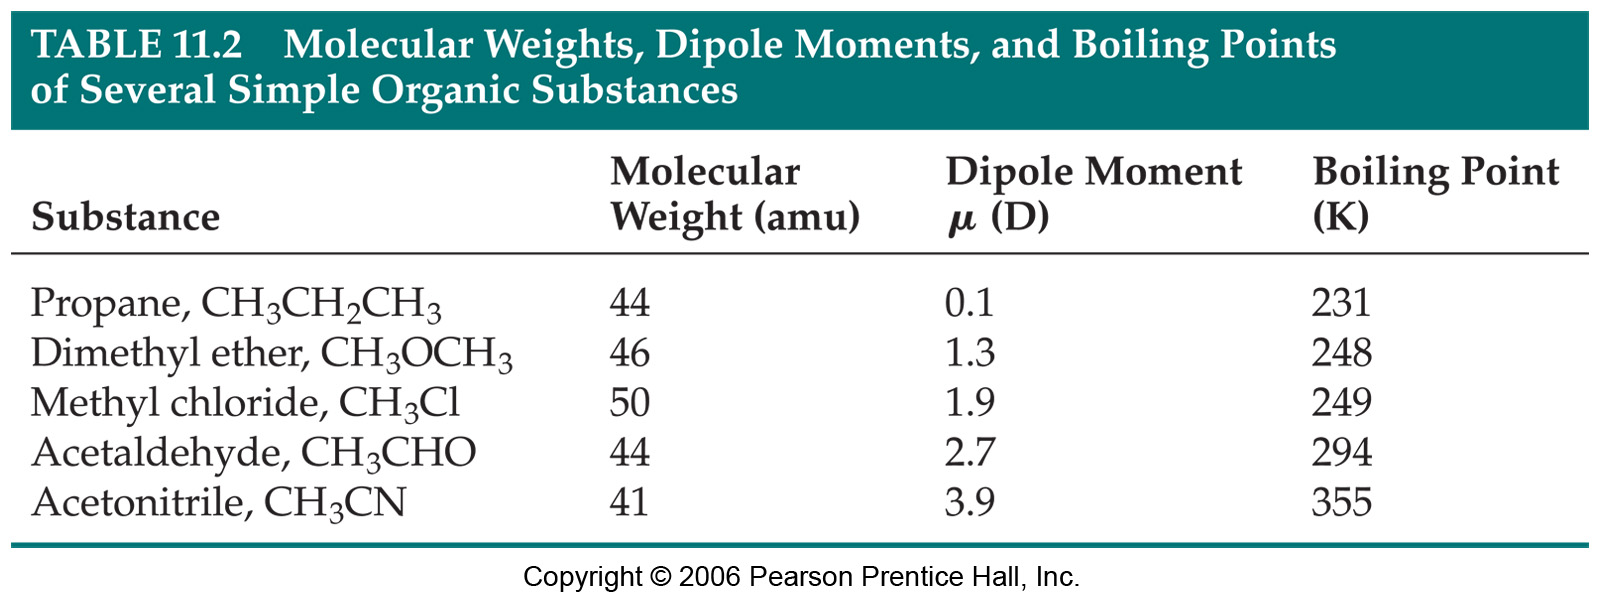 TABLE 11.2 Molecular Weights, Dipole Moments, and Boiling Points
of Several Simple Organic Substances
Substance Molecular Weight (amu) Dipole Moment μ (D) Boiling Point (K)
Propane, CH₃CH₂CH₃ 44 0.1 231
Dimethyl ether, CH₃OCH₃ 46 1.3 248
Methyl chloride, CH₃Cl 50 1.9 249
Acetaldehyde, CH₃CHO 44 2.7 294
Acetonitrile, CH₃CN 41 3.9 355
Copyright © 2006 Pearson Prentice Hall, Inc.